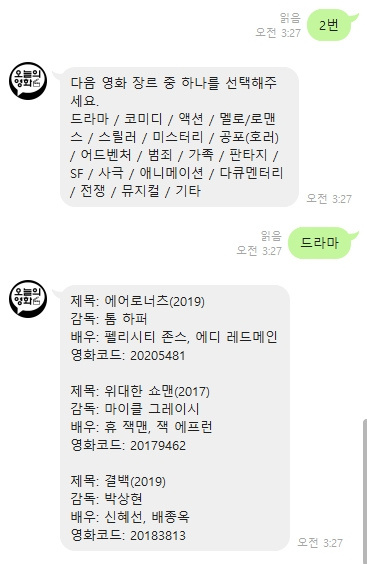 읽음
오전 3:27
2번
오늘의
영화
다음 영화 장르 중 하나를 선택해주
세요.
드라마 / 코미디 / 액션 / 멜로/로맨
스 / 스릴러 / 미스터리 / 공포(호러)
/ 어드벤처 / 범죄 / 가족 / 판타지 /
SF / 사극 / 애니메이션 / 다큐멘터리
/ 전쟁 / 뮤지컬 / 기타
오전 3:27
읽음
오전 3:27
드라마
오늘의
영화
제목: 에어로너츠(2019)
감독: 톰 하퍼
배우: 펠리시티 존스, 에디 레드메인
영화코드: 20205481
제목: 위대한 쇼맨(2017)
감독: 마이클 그레이시
배우: 휴 잭맨, 잭 에프런
영화코드: 20179462
제목: 결백(2019)
감독: 박상현
배우: 신혜선, 배종옥
영화코드: 20183813
오전 3:27